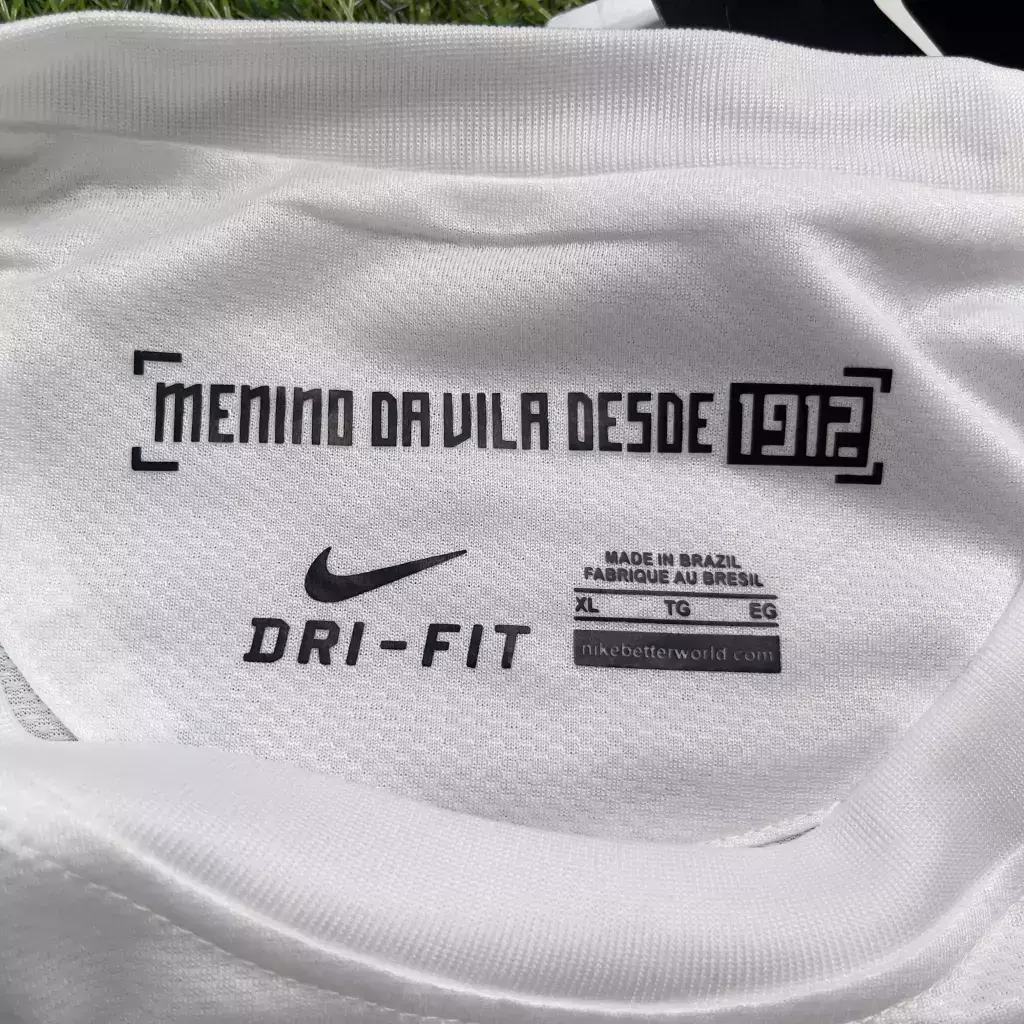 MENINO DA VILA DESDE 1912
DRI-FIT
MADE IN BRAZIL
FABRIQUE AU BRESIL
XL TG EG
nikebetterworld.com